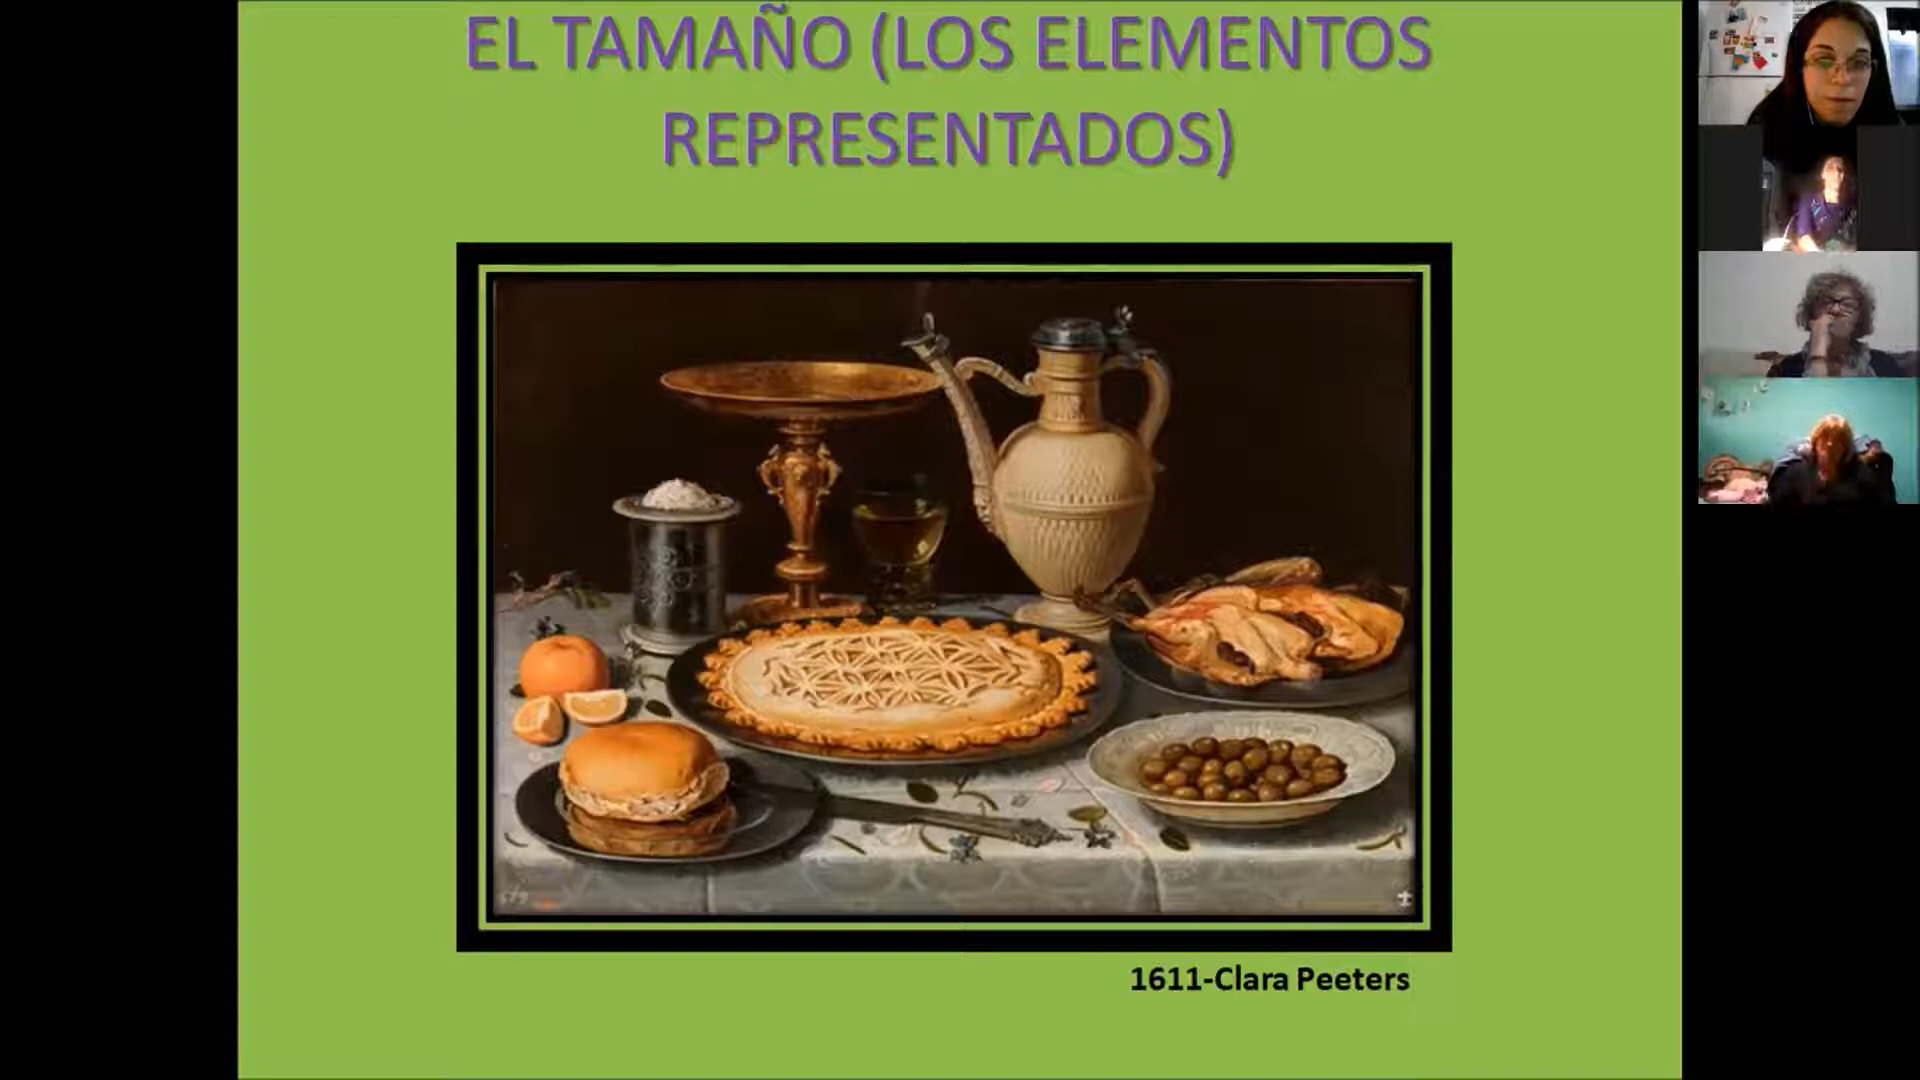 EL TAMAÑO (LOS ELEMENTOS
REPRESENTADOS)
1611-Clara Peeters